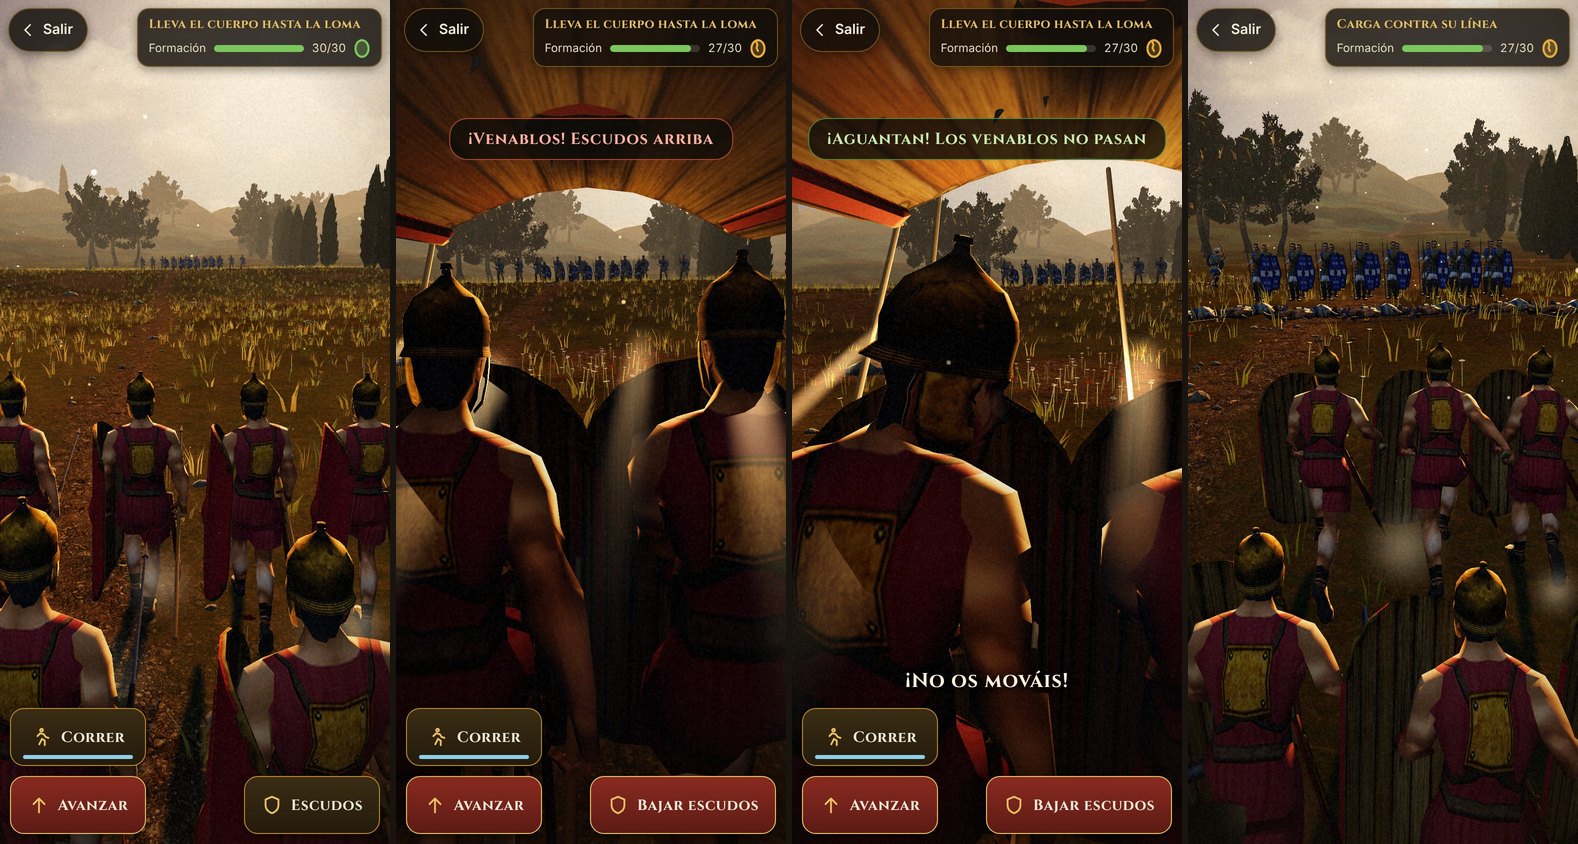 Salir
LLEVA EL CUERPO HASTA LA LOMA
Formación 30/30
CORRER
AVANZAR
ESCUDOS
Salir
LLEVA EL CUERPO HASTA LA LOMA
Formación 27/30
¡VENABLOS! ESCUDOS ARRIBA
CORRER
AVANZAR
BAJAR ESCUDOS
Salir
LLEVA EL CUERPO HASTA LA LOMA
Formación 27/30
¡AGUANTAN! LOS VENABLOS NO PASAN
¡NO OS MOVÁIS!
CORRER
AVANZAR
BAJAR ESCUDOS
Salir
CARGA CONTRA SU LÍNEA
Formación 27/30